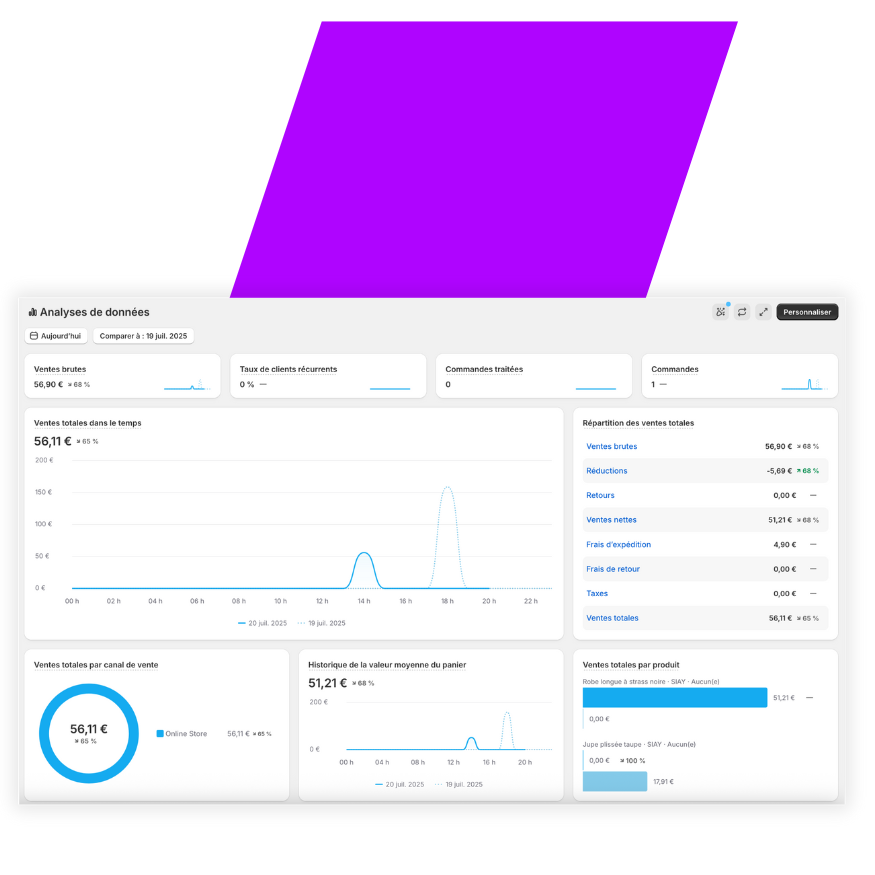 Analyses de données
Personnaliser
Aujourd'hui
Comparer à : 19 juil. 2025
Ventes brutes
56,90 € 68 %
Taux de clients récurrents
0 % —
Commandes traitées
0
Commandes
1 —
Ventes totales dans le temps
56,11 € 65 %
200 €
150 €
100 €
50 €
0 €
00 h 02 h 04 h 06 h 08 h 10 h 12 h 14 h 16 h 18 h 20 h 22 h
20 juil. 2025 19 juil. 2025
Répartition des ventes totales
Ventes brutes 56,90 € 68 %
Réductions -5,69 € 68 %
Retours 0,00 € —
Ventes nettes 51,21 € 68 %
Frais d'expédition 4,90 € —
Frais de retour 0,00 € —
Taxes 0,00 € —
Ventes totales 56,11 € 65 %
Ventes totales par canal de vente
56,11 €
65 %
Online Store 56,11 € 65 %
Historique de la valeur moyenne du panier
51,21 € 68 %
200 €
0 €
00 h 04 h 08 h 12 h 16 h 20 h
20 juil. 2025 19 juil. 2025
Ventes totales par produit
Robe longue à strass noire · SIAY · Aucun(e)
51,21 € —
0,00 €
Jupe plissée taupe · SIAY · Aucun(e)
0,00 € 100 %
17,91 €